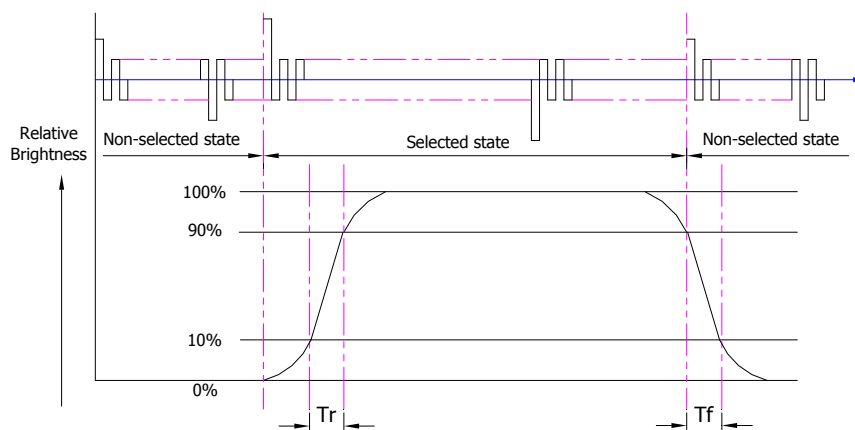 Relative
Brightness
Non-selected state
Selected state
Non-selected state
100%
90%
10%
0%
Tr
Tf